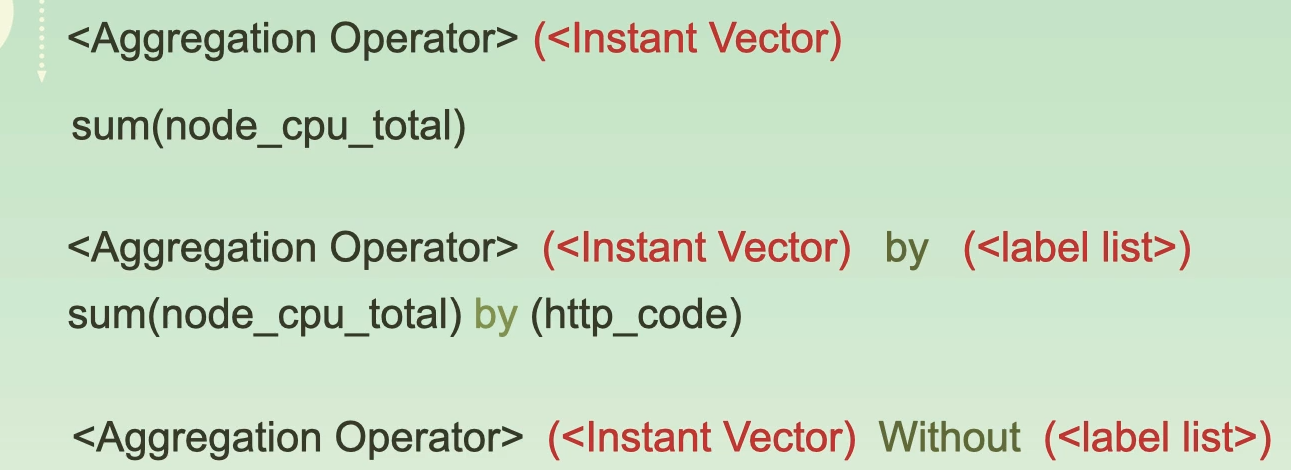 <Aggregation Operator> (<Instant Vector)
sum(node_cpu_total)
<Aggregation Operator> (<Instant Vector) by (<label list>)
sum(node_cpu_total) by (http_code)
<Aggregation Operator> (<Instant Vector) Without (<label list>)